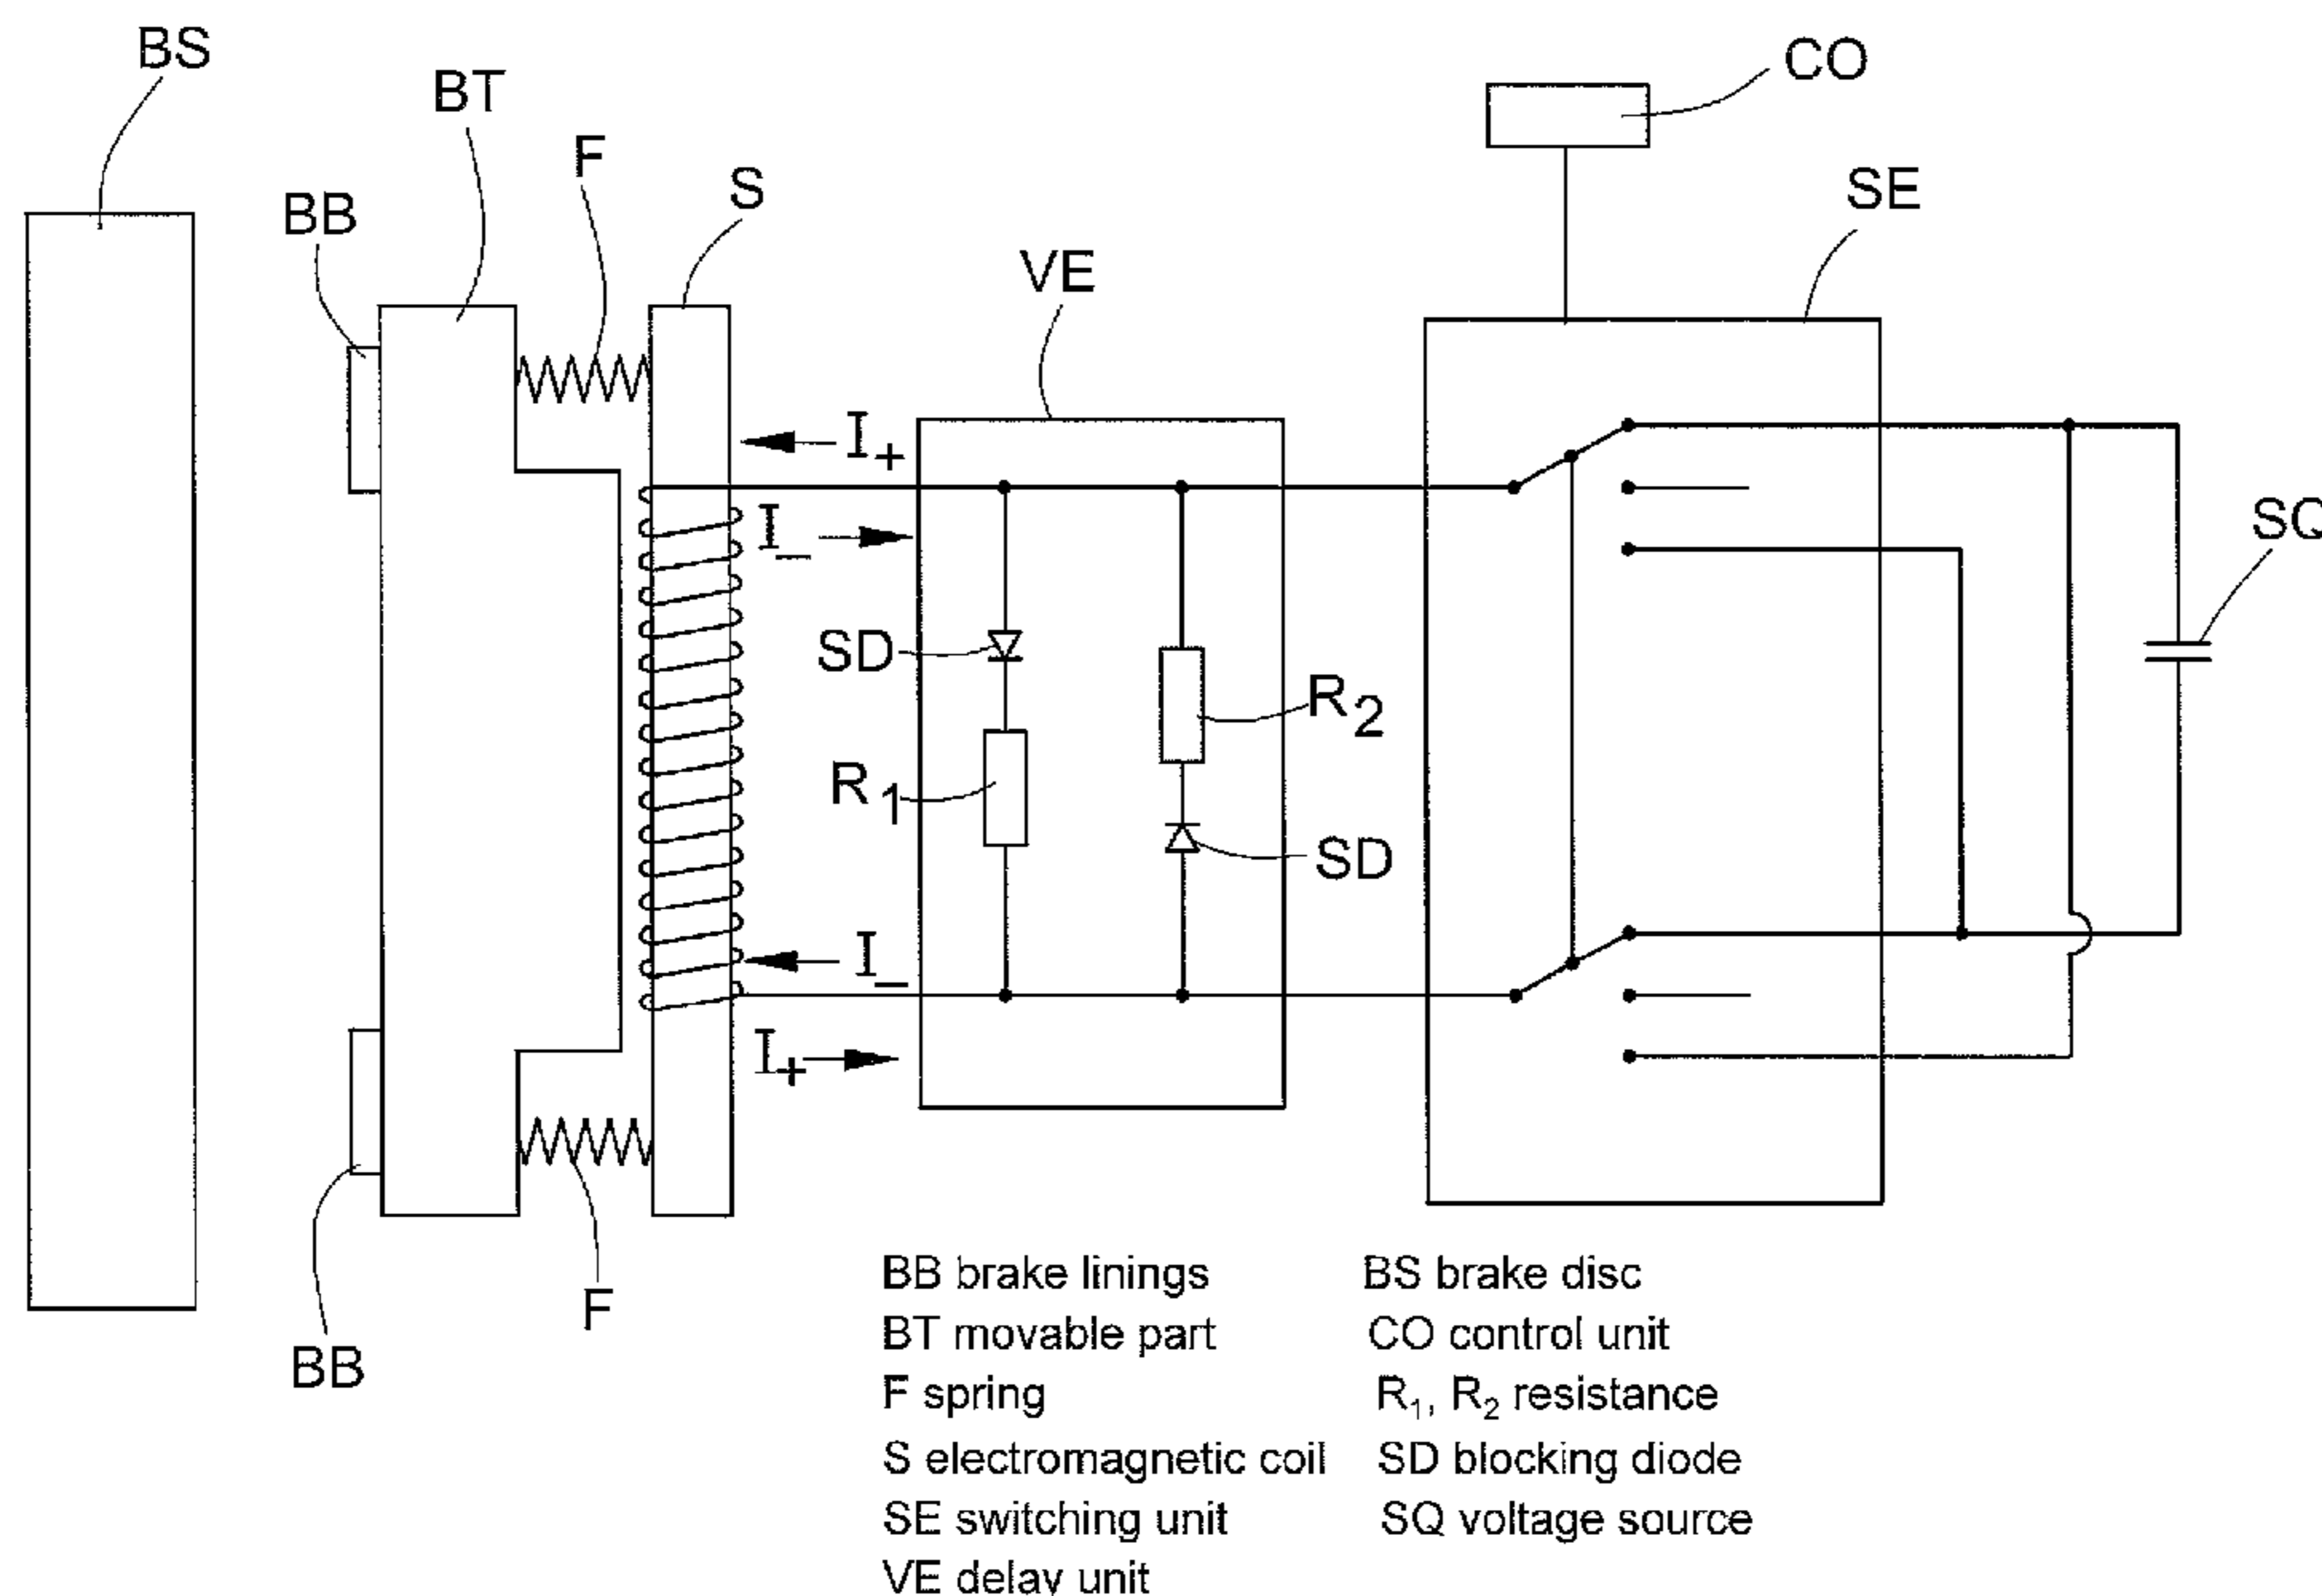 BS
BT
CO
F
BB
S
SE
VE
I+
SQ
I_
SD
R2
R1
SD
I_
I+
F
BB
BB brake linings BS brake disc
BT movable part CO control unit
F spring R1, R2 resistance
S electromagnetic coil SD blocking diode
SE switching unit SQ voltage source
VE delay unit